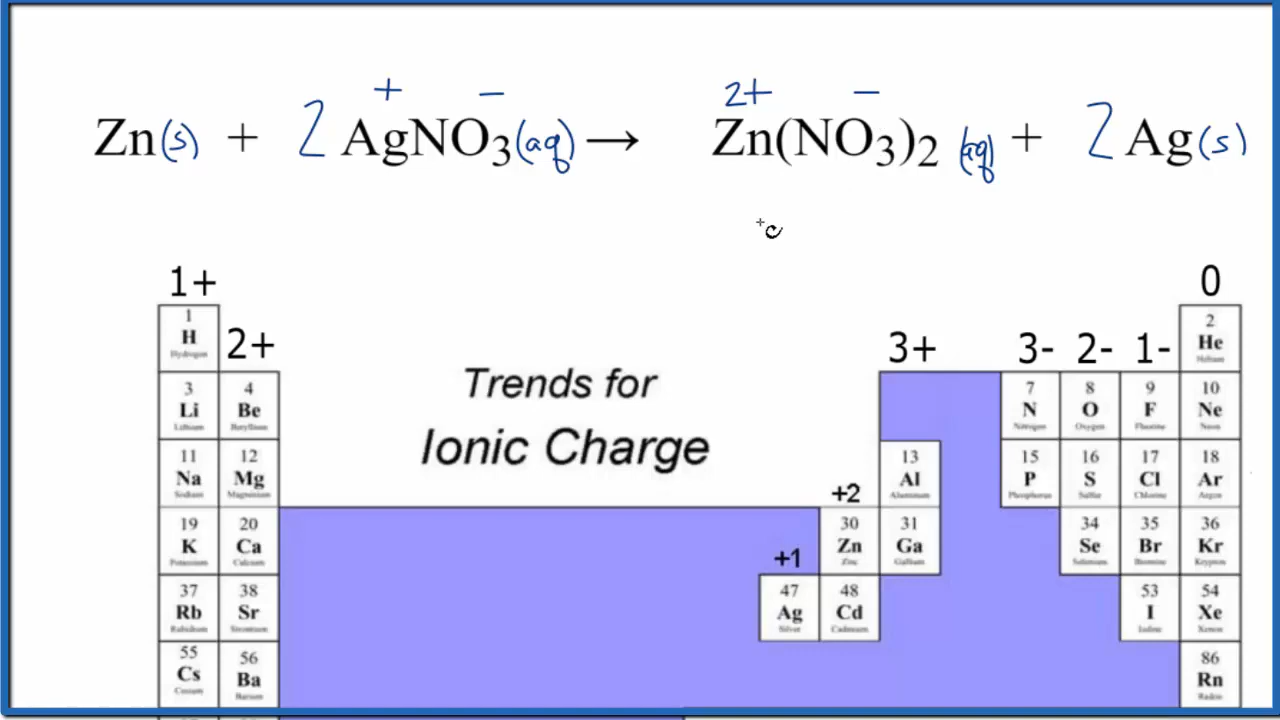 + − 2+ −
Zn(s) + 2 AgNO3(aq) → Zn(NO3)2 (aq) + 2 Ag(s)
1+ 0
1 2
H He
Hydrogen Helium
2+ 3+ 3- 2- 1-
3 4 7 8 9 10
Li Be N O F Ne
Lithium Beryllium Nitrogen Oxygen Fluorine Neon
Trends for
Ionic Charge
11 12 13 15 16 17 18
Na Mg Al P S Cl Ar
Sodium Magnesium Aluminum Phosphorus Sulfur Chlorine Argon
+2
19 20 30 31 34 35 36
K Ca Zn Ga Se Br Kr
Potassium Calcium Zinc Gallium Selenium Bromine Krypton
+1
37 38 47 48 53 54
Rb Sr Ag Cd I Xe
Rubidium Strontium Silver Cadmium Iodine Xenon
55 56 86
Cs Ba Rn
Cesium Barium Radon